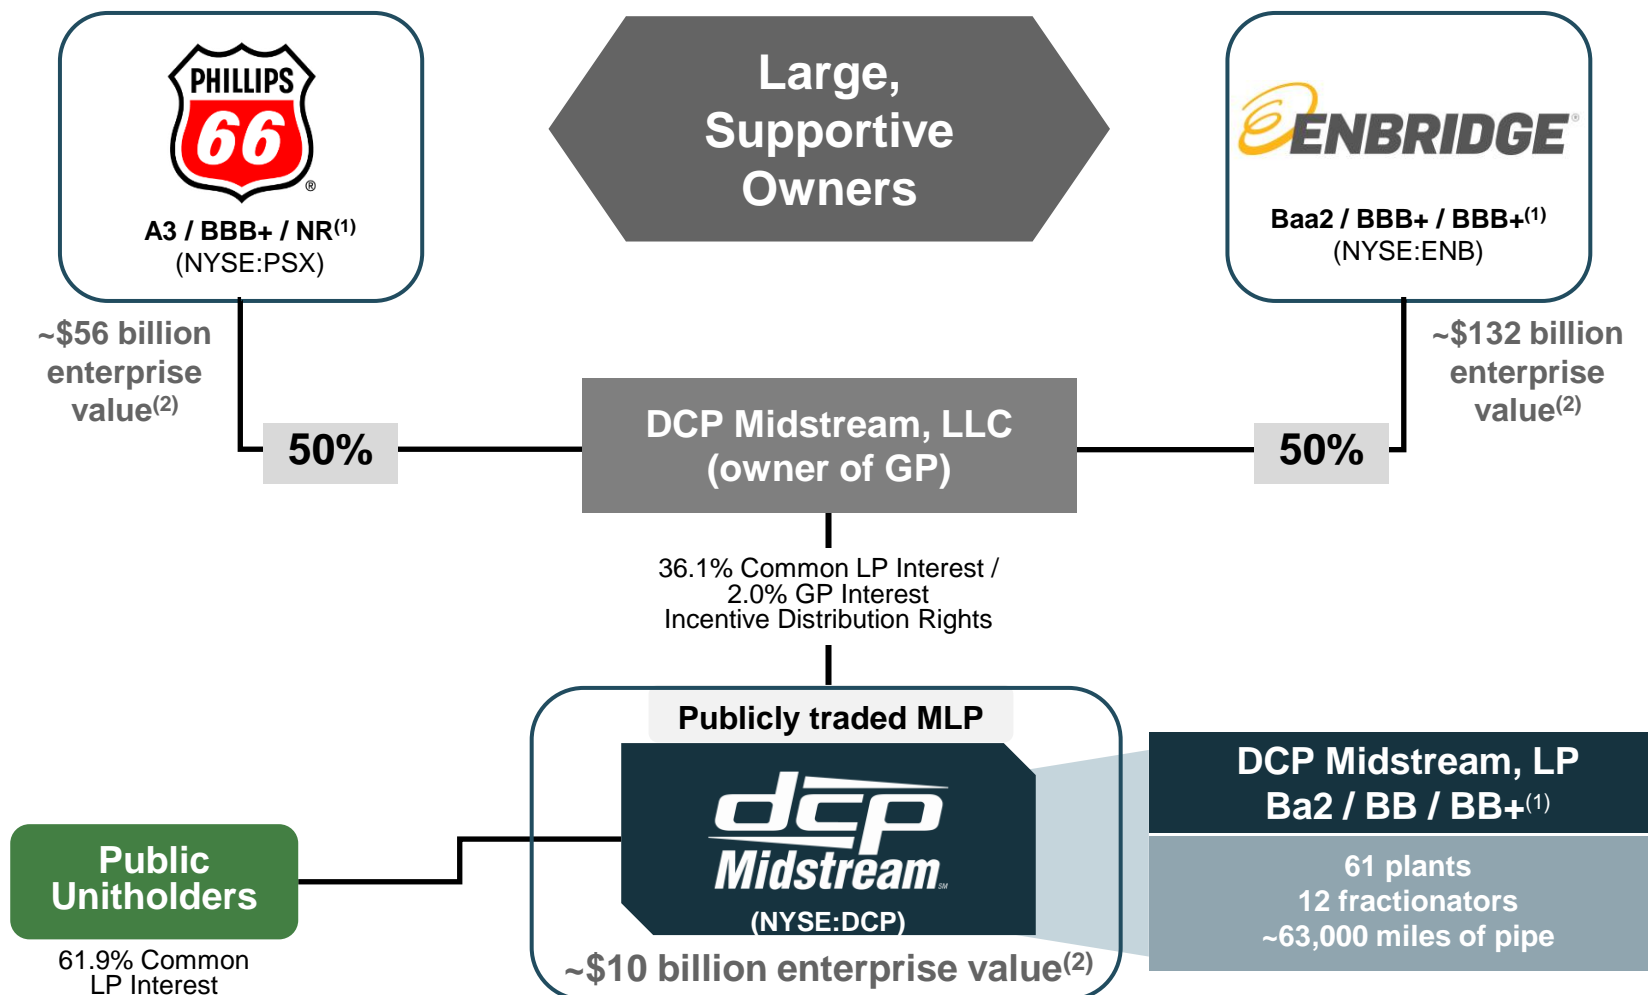 PHILLIPS
66
®
A3 / BBB+ / NR(1)
(NYSE:PSX)
Large,
Supportive
Owners
ENBRIDGE®
Baa2 / BBB+ / BBB+(1)
(NYSE:ENB)
~$56 billion
enterprise
value(2)
~$132 billion
enterprise
value(2)
50%
DCP Midstream, LLC
(owner of GP)
50%
36.1% Common LP Interest /
2.0% GP Interest
Incentive Distribution Rights
Publicly traded MLP
dcp
Midstream SM
(NYSE:DCP)
~$10 billion enterprise value(2)
DCP Midstream, LP
Ba2 / BB / BB+(1)
61 plants
12 fractionators
~63,000 miles of pipe
Public
Unitholders
61.9% Common
LP Interest